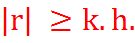 |r| ≥ k. h.